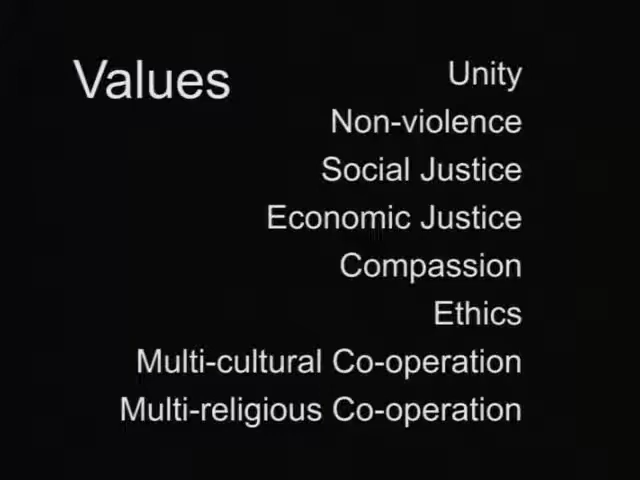 Values
Unity
Non-violence
Social Justice
Economic Justice
Compassion
Ethics
Multi-cultural Co-operation
Multi-religious Co-operation